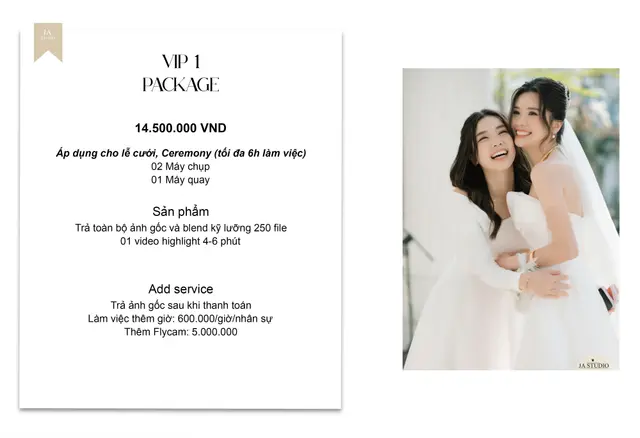 JA
STUDIO
VIP 1
PACKAGE
14.500.000 VND
Áp dụng cho lễ cưới, Ceremony (tối đa 6h làm việc)
02 Máy chụp
01 Máy quay
Sản phẩm
Trả toàn bộ ảnh gốc và blend kỹ lưỡng 250 file
01 video highlight 4-6 phút
Add service
Trả ảnh gốc sau khi thanh toán
Làm việc thêm giờ: 600.000/giờ/nhân sự
Thêm Flycam: 5.000.000
JA STUDIO